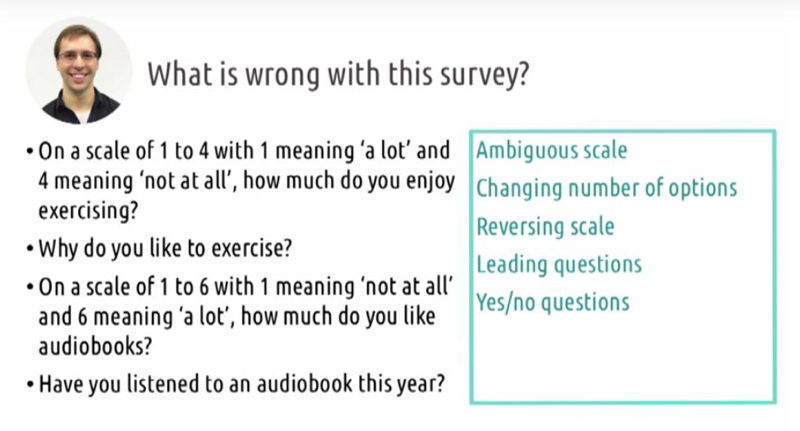 What is wrong with this survey?
• On a scale of 1 to 4 with 1 meaning 'a lot' and
4 meaning 'not at all', how much do you enjoy
exercising?
• Why do you like to exercise?
• On a scale of 1 to 6 with 1 meaning 'not at all'
and 6 meaning 'a lot', how much do you like
audiobooks?
• Have you listened to an audiobook this year?
Ambiguous scale
Changing number of options
Reversing scale
Leading questions
Yes/no questions